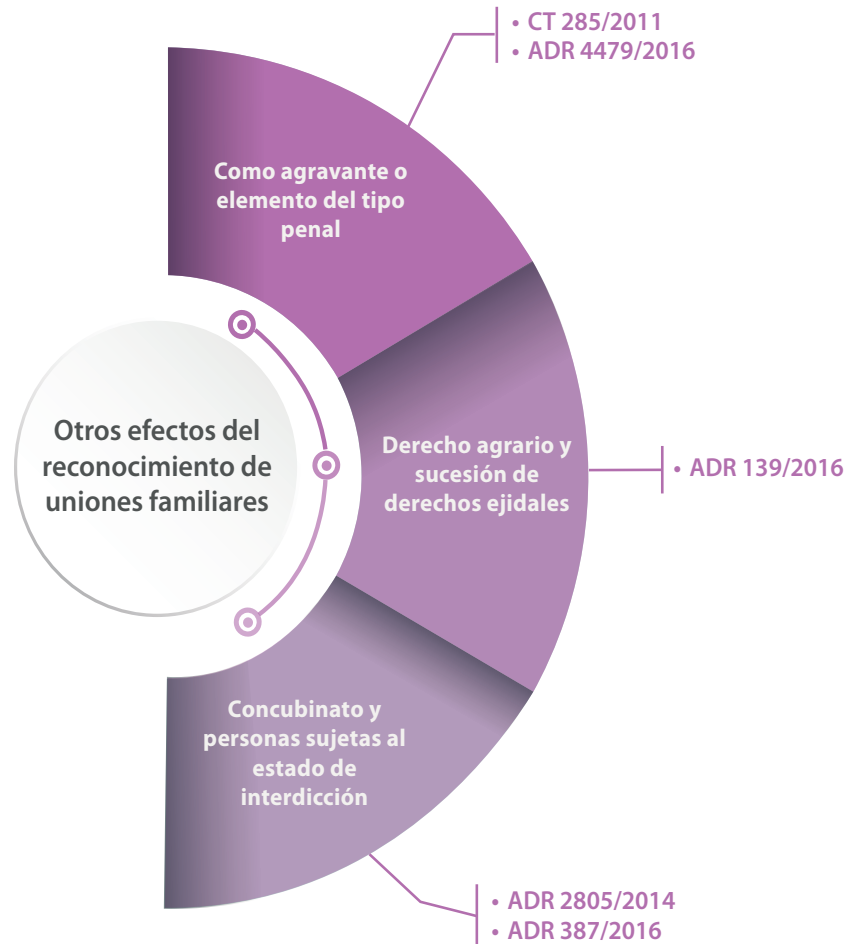 • CT 285/2011
• ADR 4479/2016
Como agravante o
elemento del tipo
penal
Otros efectos del
reconocimiento de
uniones familiares
Derecho agrario y
sucesión de
derechos ejidales
• ADR 139/2016
Concubinato y
personas sujetas al
estado de
interdicción
• ADR 2805/2014
• ADR 387/2016